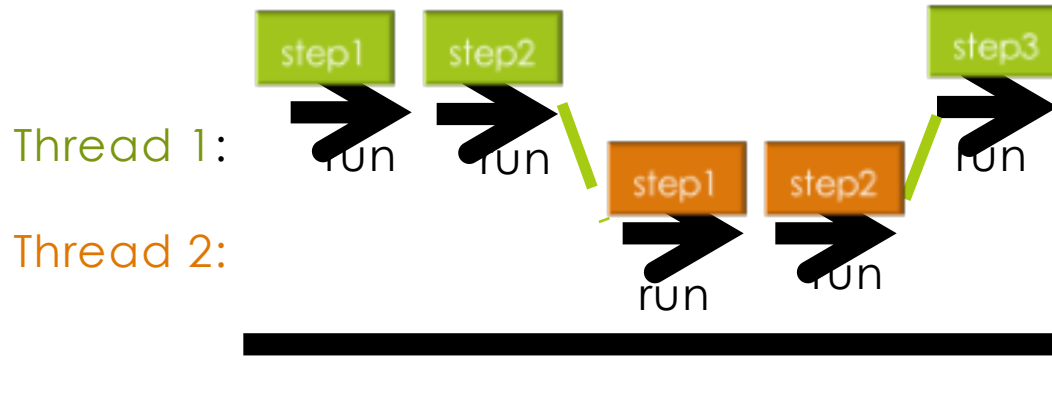 step1 step2 step3
Thread 1: run run run
step1 step2
Thread 2: run run